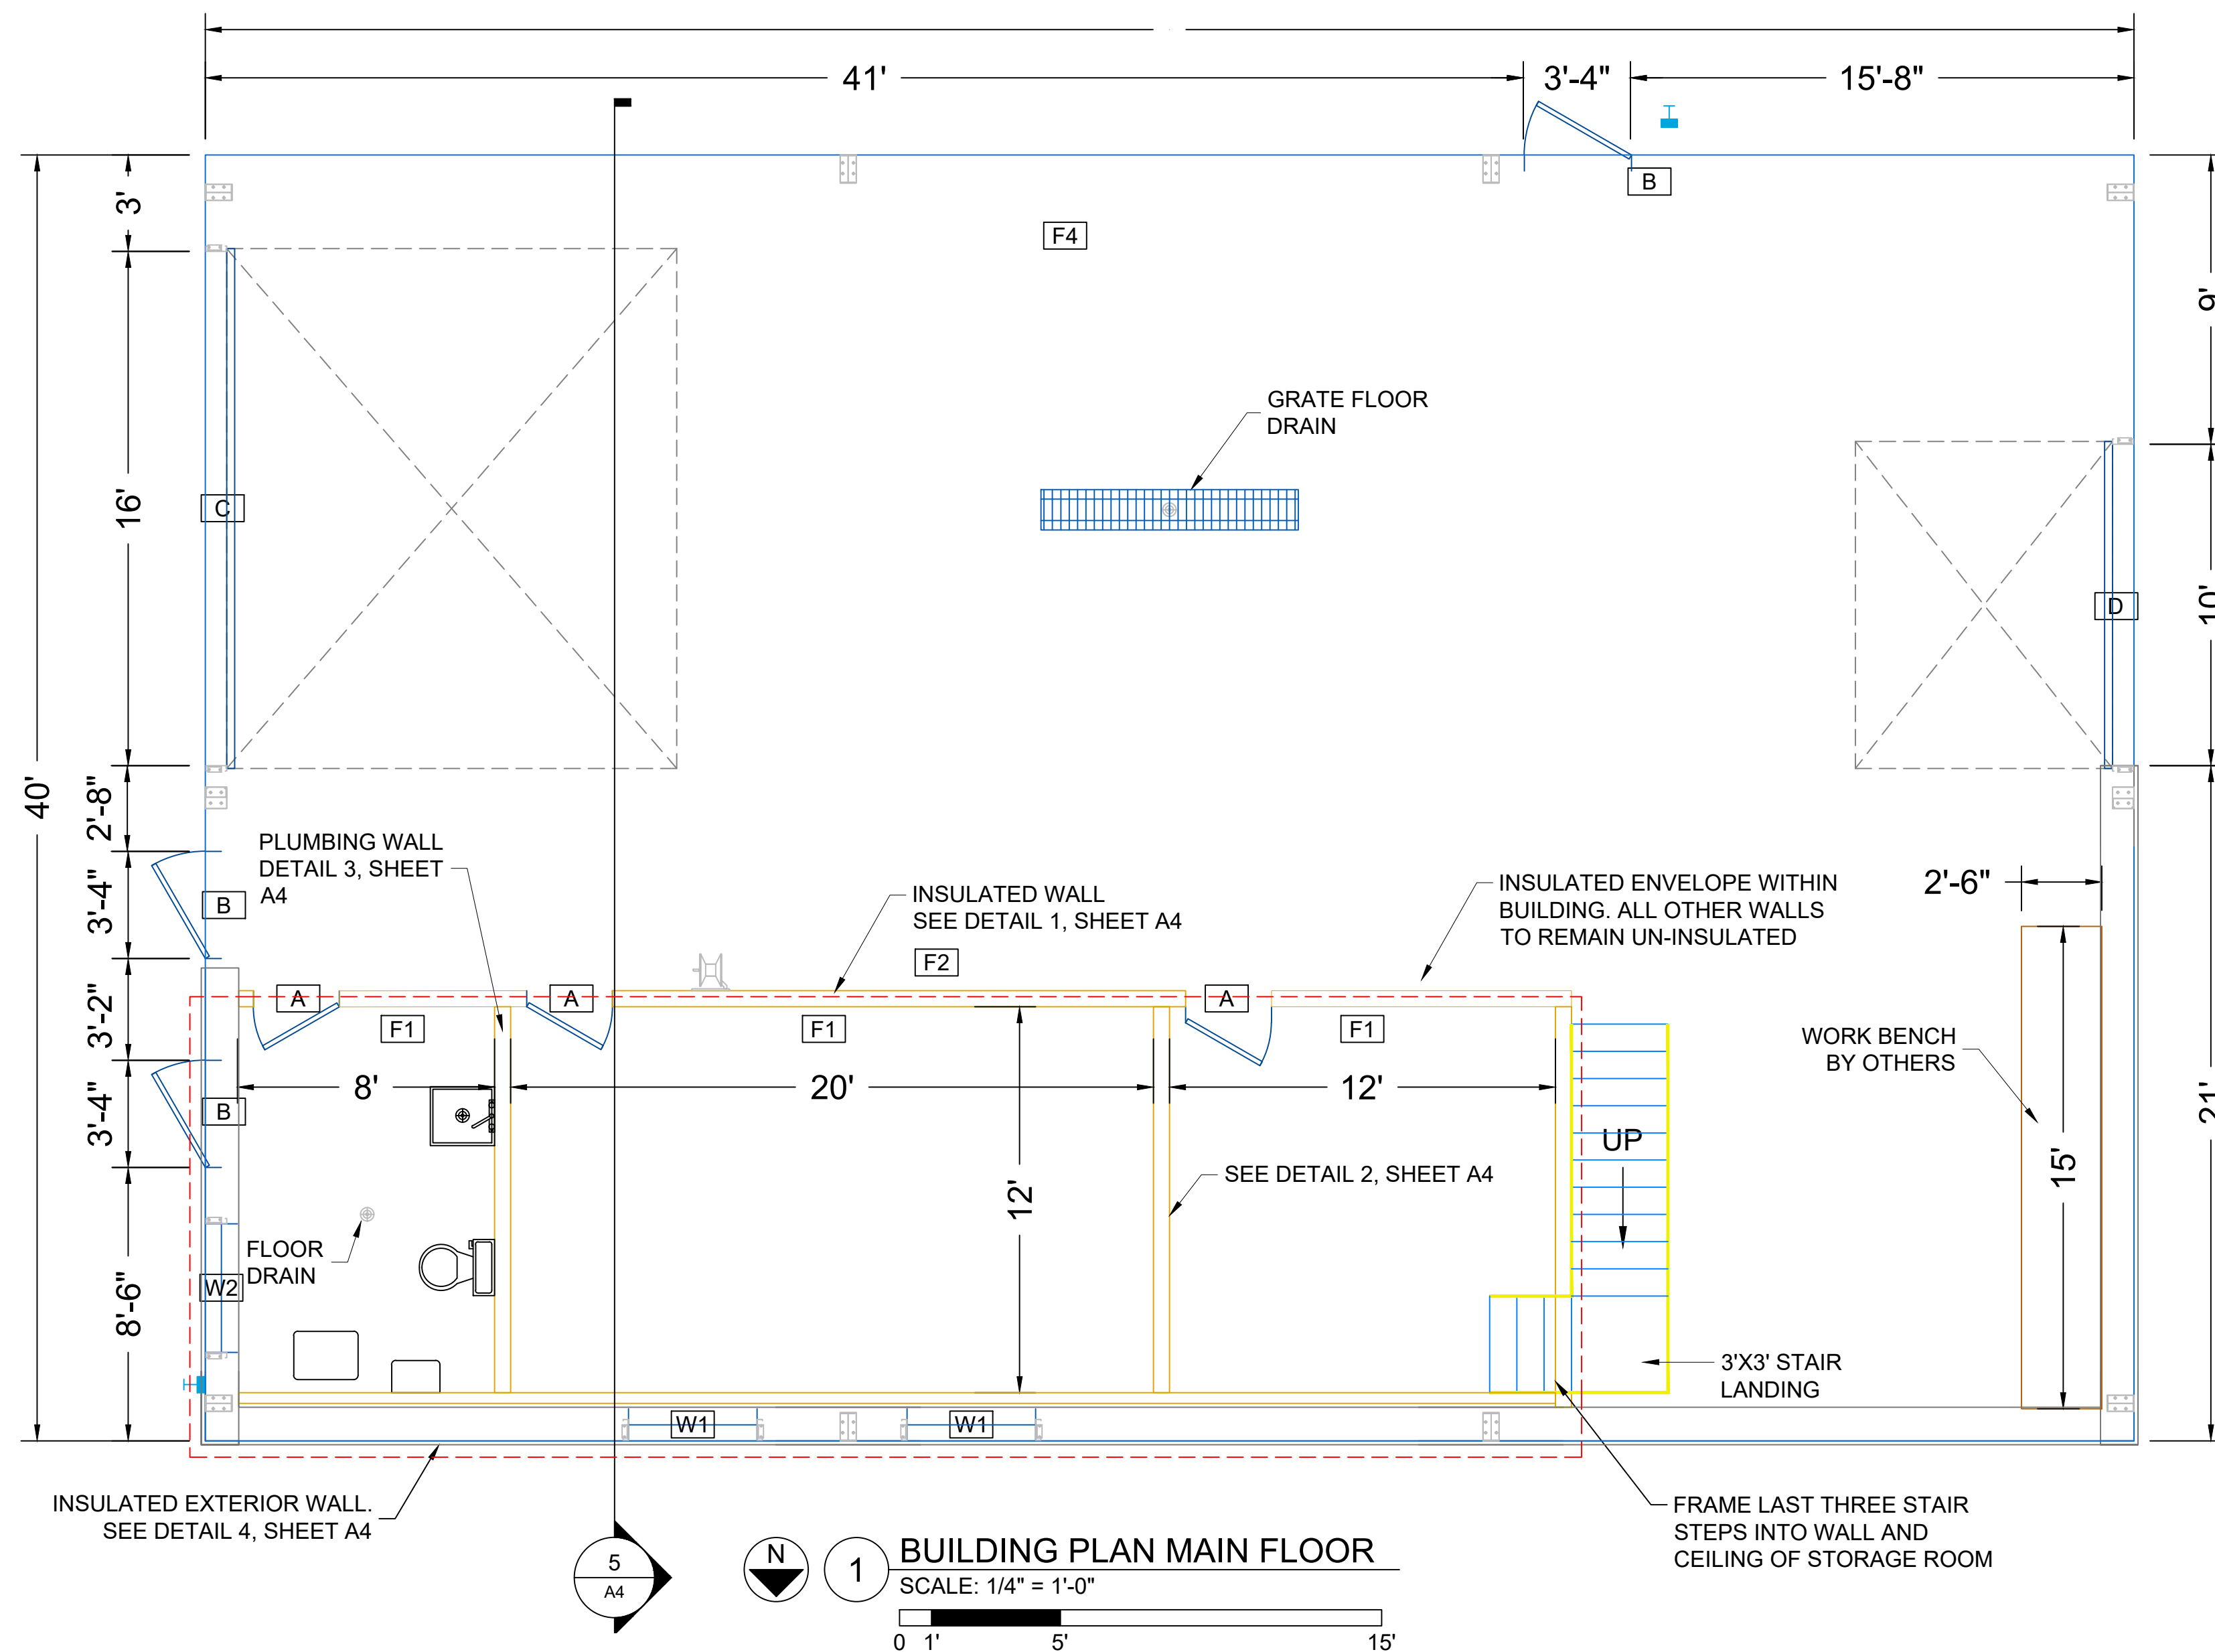 41'
3'-4"
15'-8"
B
3'
F4
9'
GRATE FLOOR
DRAIN
16'
C
10'
D
40'
2'-8"
PLUMBING WALL
DETAIL 3, SHEET
A4
3'-4"
B
INSULATED WALL
SEE DETAIL 1, SHEET A4
INSULATED ENVELOPE WITHIN
BUILDING. ALL OTHER WALLS
TO REMAIN UN-INSULATED
2'-6"
F2
3'-2"
A
A
A
F1
F1
F1
WORK BENCH
BY OTHERS
8'
20'
12'
21'
3'-4"
B
UP
15'
SEE DETAIL 2, SHEET A4
12'
FLOOR
DRAIN
W2
8'-6"
3'X3' STAIR
LANDING
W1
W1
INSULATED EXTERIOR WALL.
SEE DETAIL 4, SHEET A4
FRAME LAST THREE STAIR
STEPS INTO WALL AND
CEILING OF STORAGE ROOM
5
A4
N
1
BUILDING PLAN MAIN FLOOR
SCALE: 1/4" = 1'-0"
0 1' 5' 15'